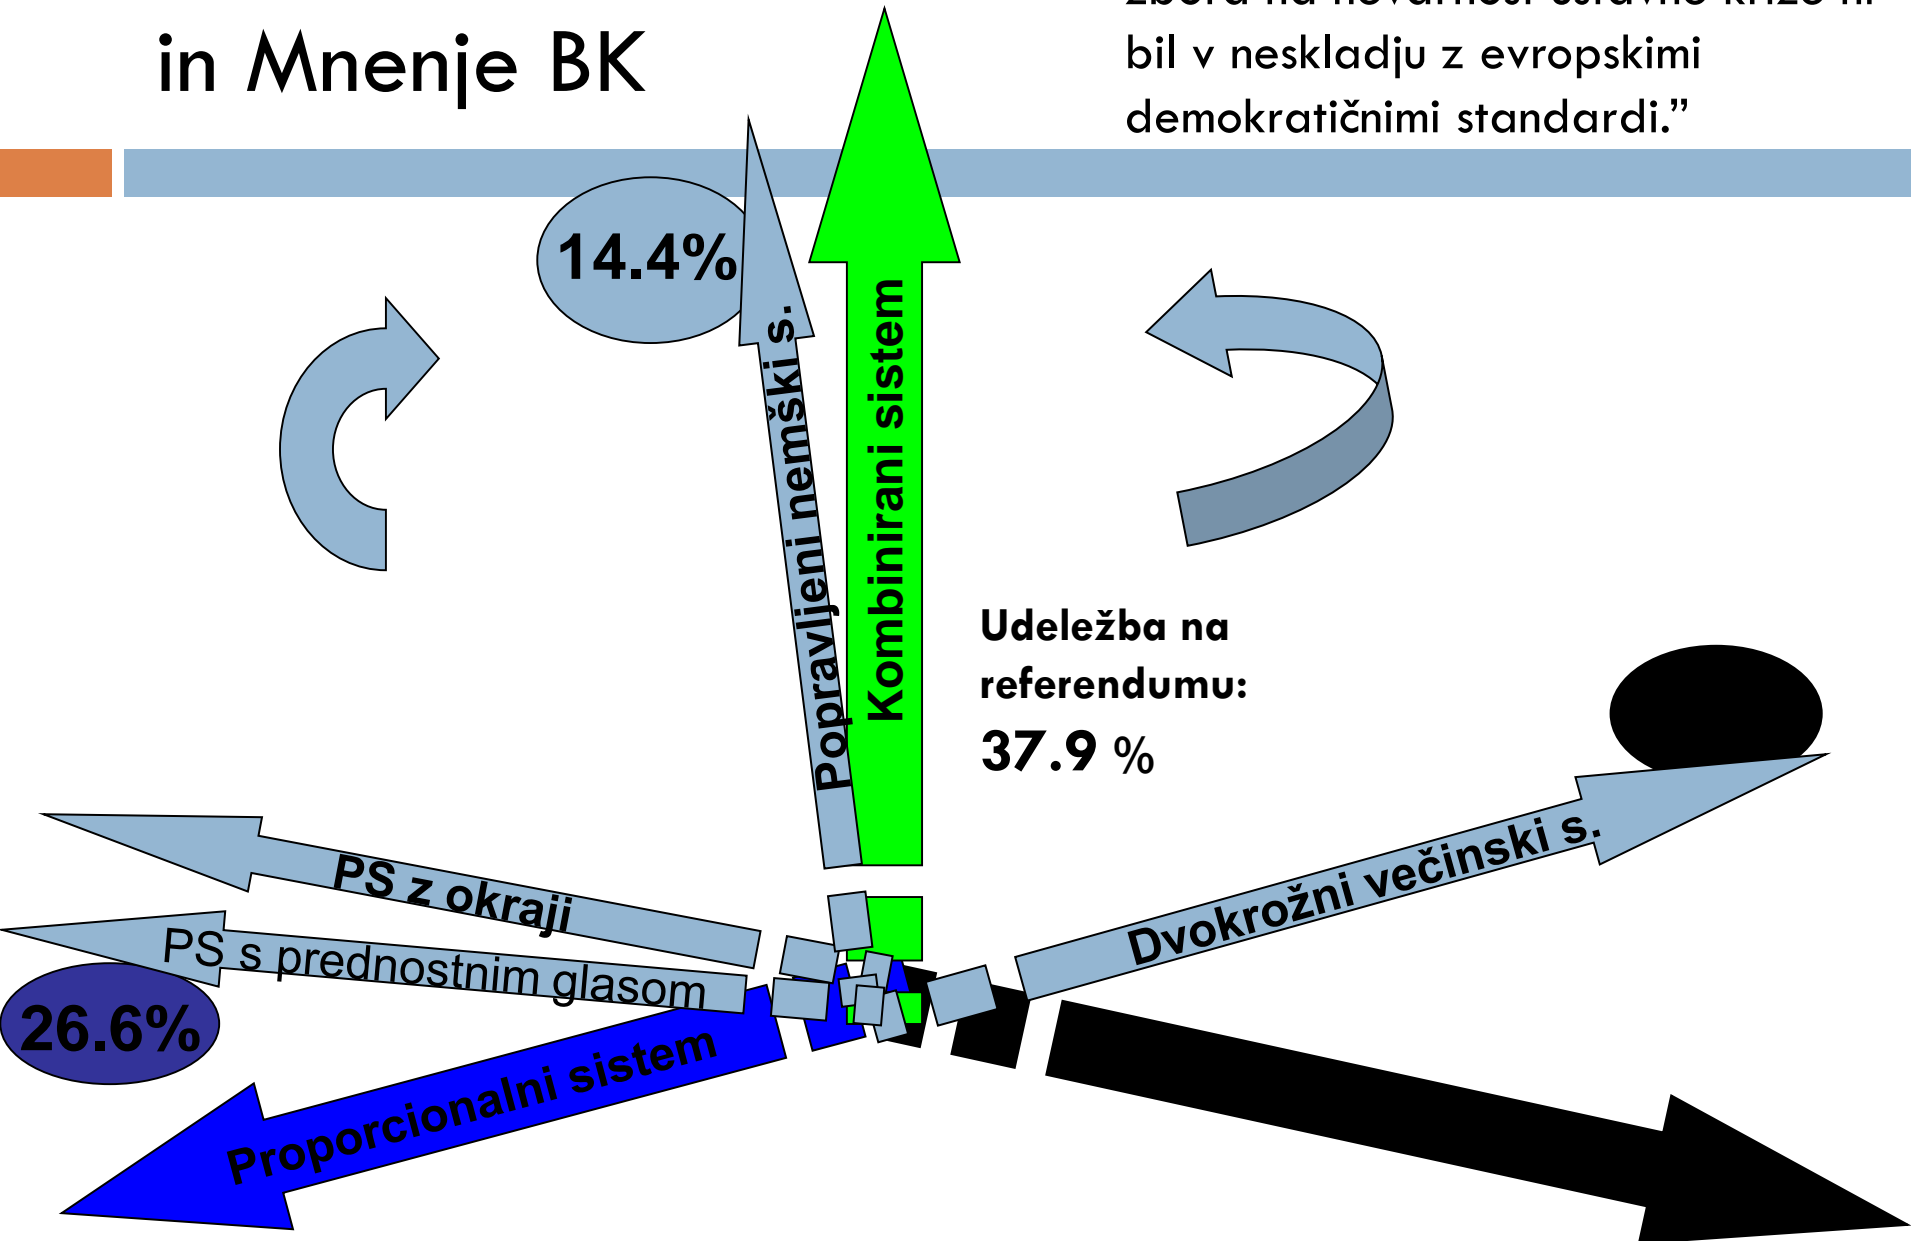 in Mnenje BK
bil v neskladju z evropskimi
demokratičnimi standardi.”
14.4%
Popravljeni nemški s.
Kombinirani sistem
Udeležba na
referendumu:
37.9 %
PS z okraji
PS s prednostnim glasom
26.6%
Proporcionalni sistem
Dvokrožni večinski s.